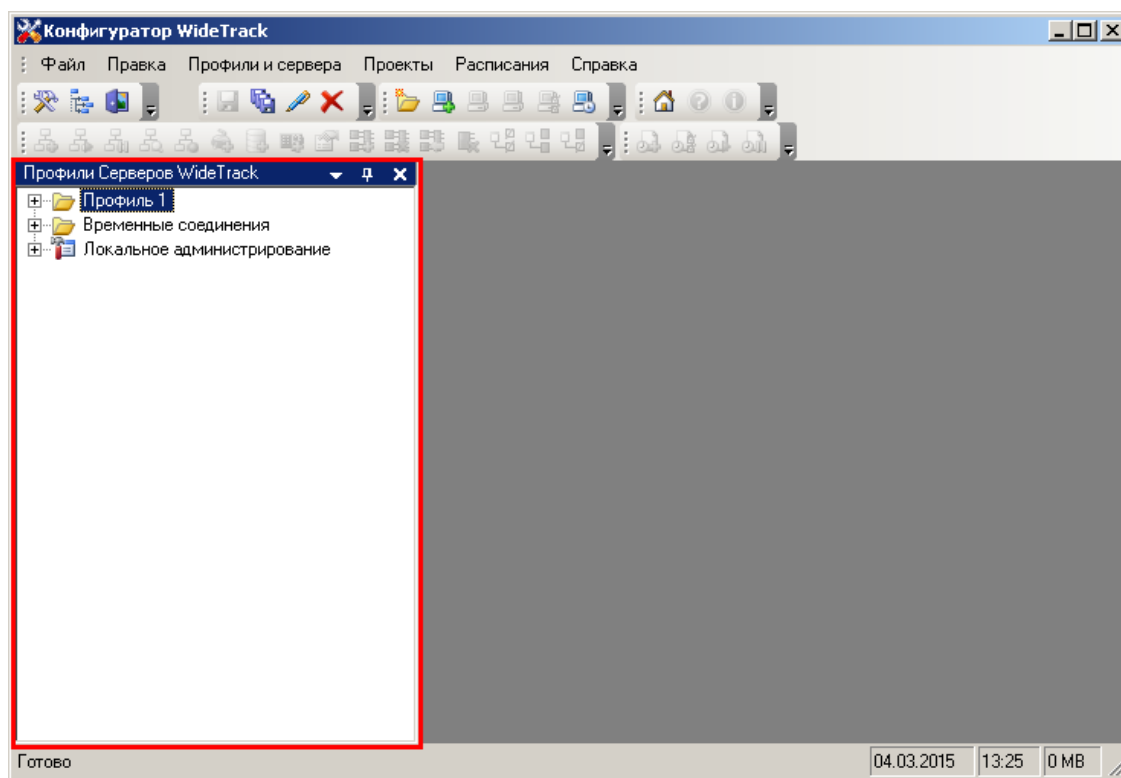 Конфигуратор WideTrack
Файл Правка Профили и сервера Проекты Расписания Справка
Профили Серверов WideTrack
Профиль 1
Временные соединения
Локальное администрирование
Готово 04.03.2015 13:25 0 MB